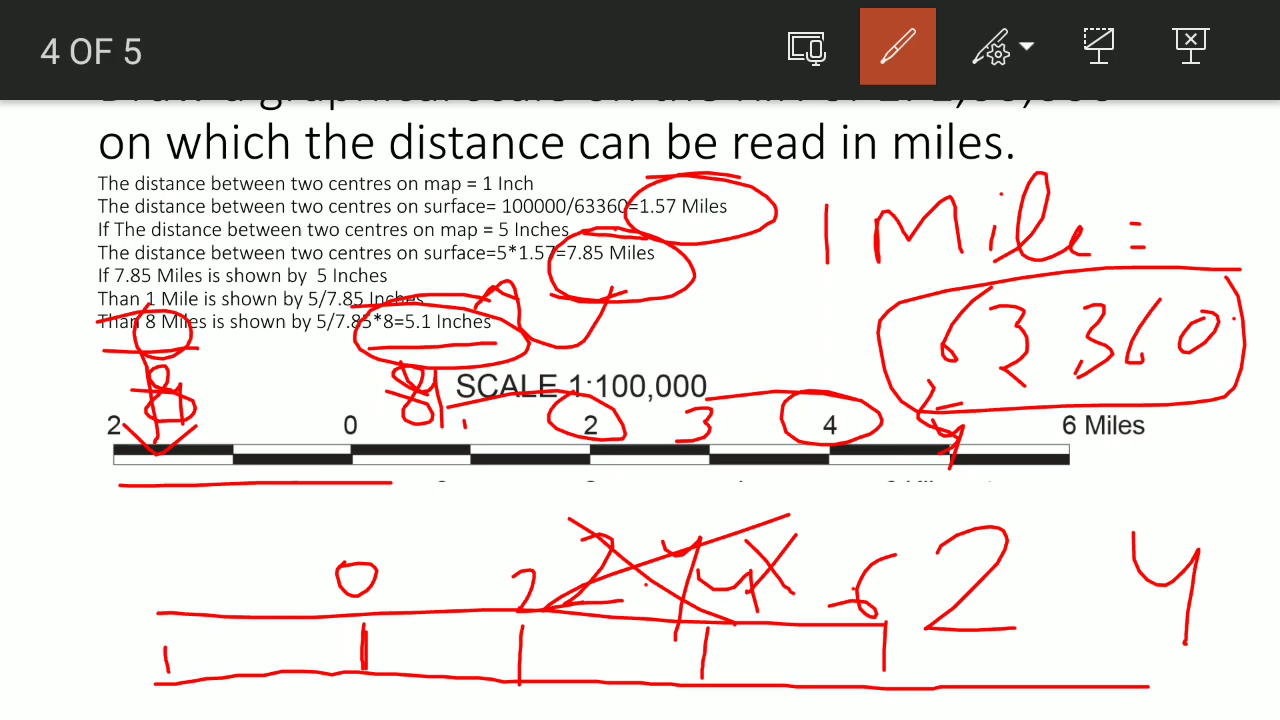 4 OF 5
on which the distance can be read in miles.
The distance between two centres on map = 1 Inch
The distance between two centres on surface= 100000/63360=1.57 Miles
If The distance between two centres on map = 5 Inches
The distance between two centres on surface=5*1.57=7.85 Miles
If 7.85 Miles is shown by 5 Inches
Than 1 Mile is shown by 5/7.85 Inches
Than 8 Miles is shown by 5/7.85*8=5.1 Inches
1 Mile =
63360
SCALE 1:100,000
2 0 2 3 4 6 Miles
0 2 2 4 6 2 4